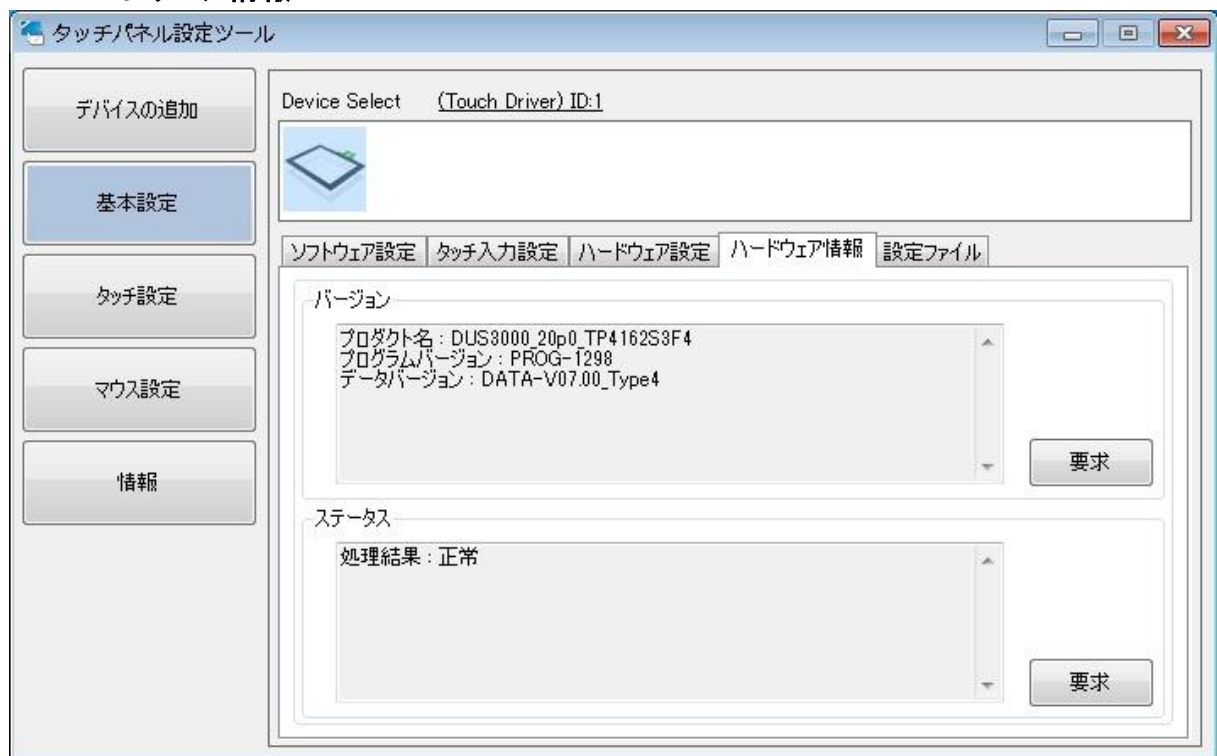 タッチパネル設定ツール
デバイスの追加
基本設定
タッチ設定
マウス設定
情報
Device Select (Touch Driver) ID:1
ソフトウェア設定 タッチ入力設定 ハードウェア設定 ハードウェア情報 設定ファイル
バージョン
プロダクト名:DUS3000_20p0_TP4162S3F4
プログラムバージョン:PROG-1298
データバージョン:DATA-V07.00_Type4
要求
ステータス
処理結果:正常
要求